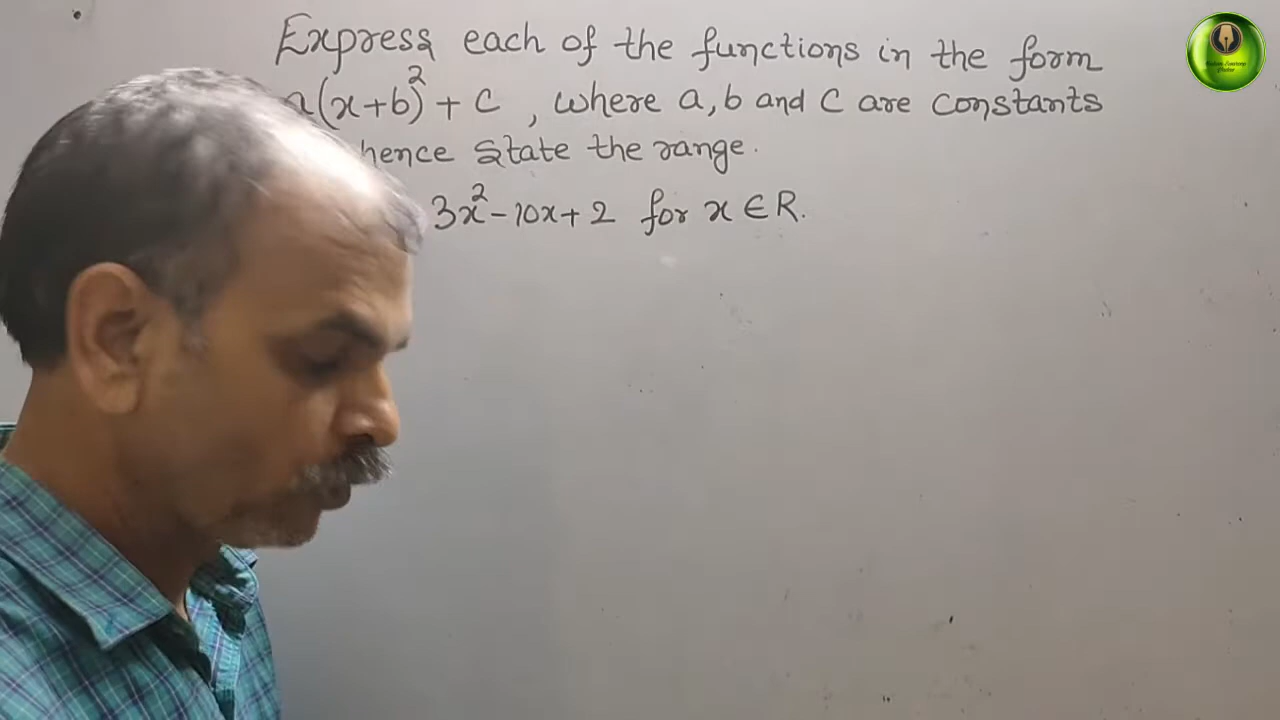 Express each of the functions in the form
a(x+b)² + c , where a, b and c are constants
hence state the range.
3x² - 10x + 2 for x ∈ R.